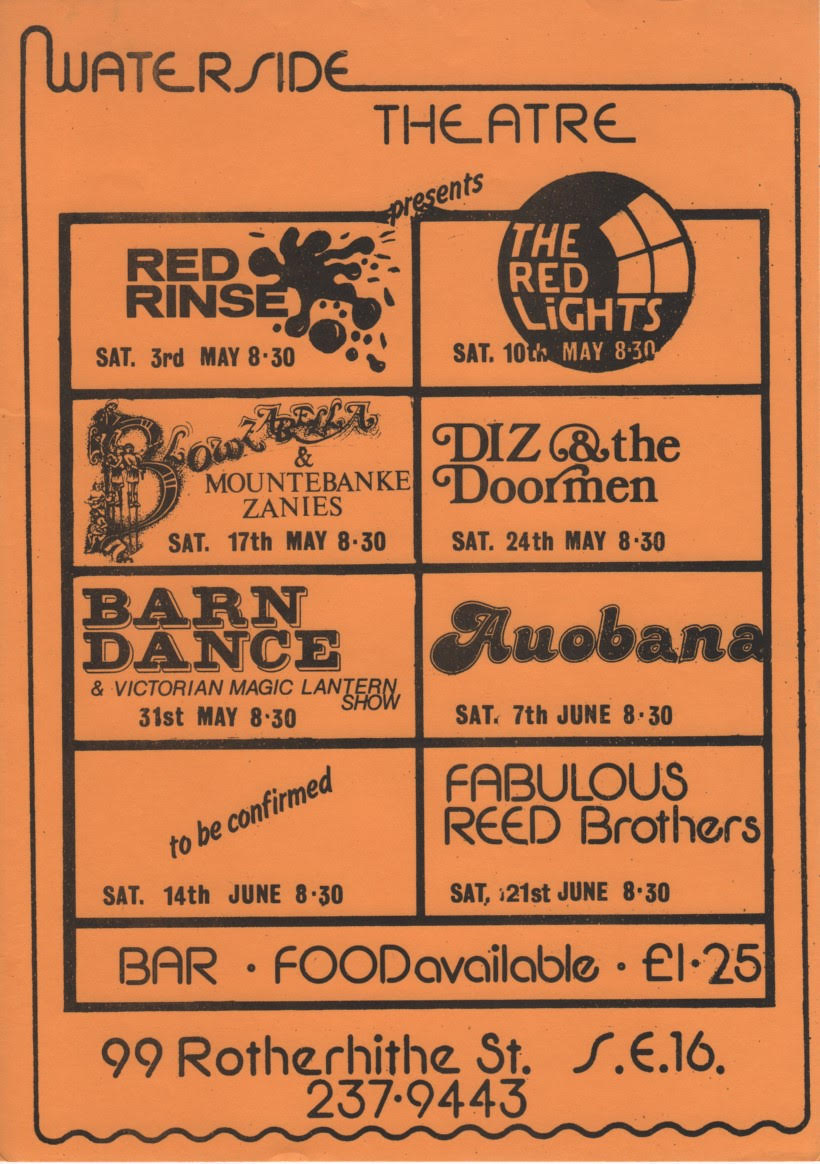 WATERSIDE
THEATRE
presents
RED
RINSE
SAT. 3rd MAY 8·30
THE
RED
LiGHTS
SAT. 10th MAY 8·30
BLOWZABELLA
&
MOUNTEBANKE
ZANIES
SAT. 17th MAY 8·30
DIZ & the
Doormen
SAT. 24th MAY 8·30
BARN
DANCE
& VICTORIAN MAGIC LANTERN
SHOW
31st MAY 8·30
Auobana
SAT. 7th JUNE 8·30
to be confirmed
SAT. 14th JUNE 8·30
FABULOUS
REED Brothers
SAT, 21st JUNE 8·30
BAR · FOOD available · £1·25
99 Rotherhithe St. S.E.16.
237·9443